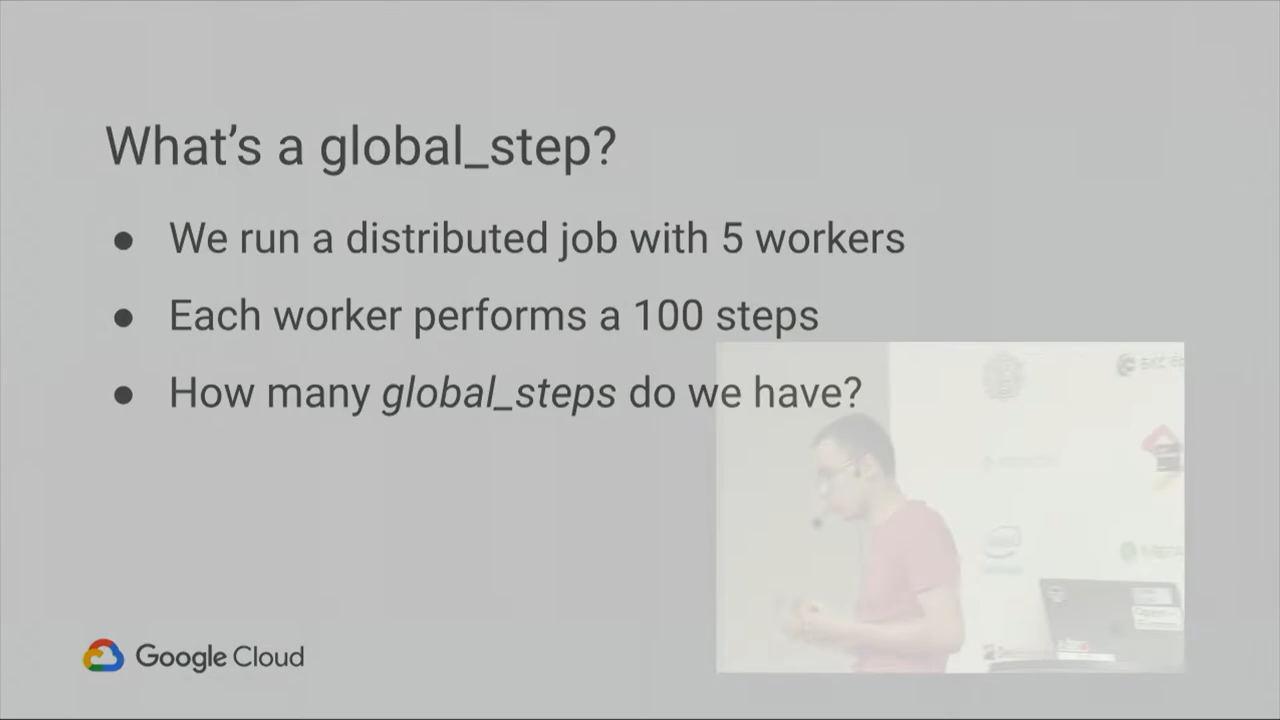 What's a global_step?
● We run a distributed job with 5 workers
● Each worker performs a 100 steps
● How many global_steps do we have?
Google Cloud
intel